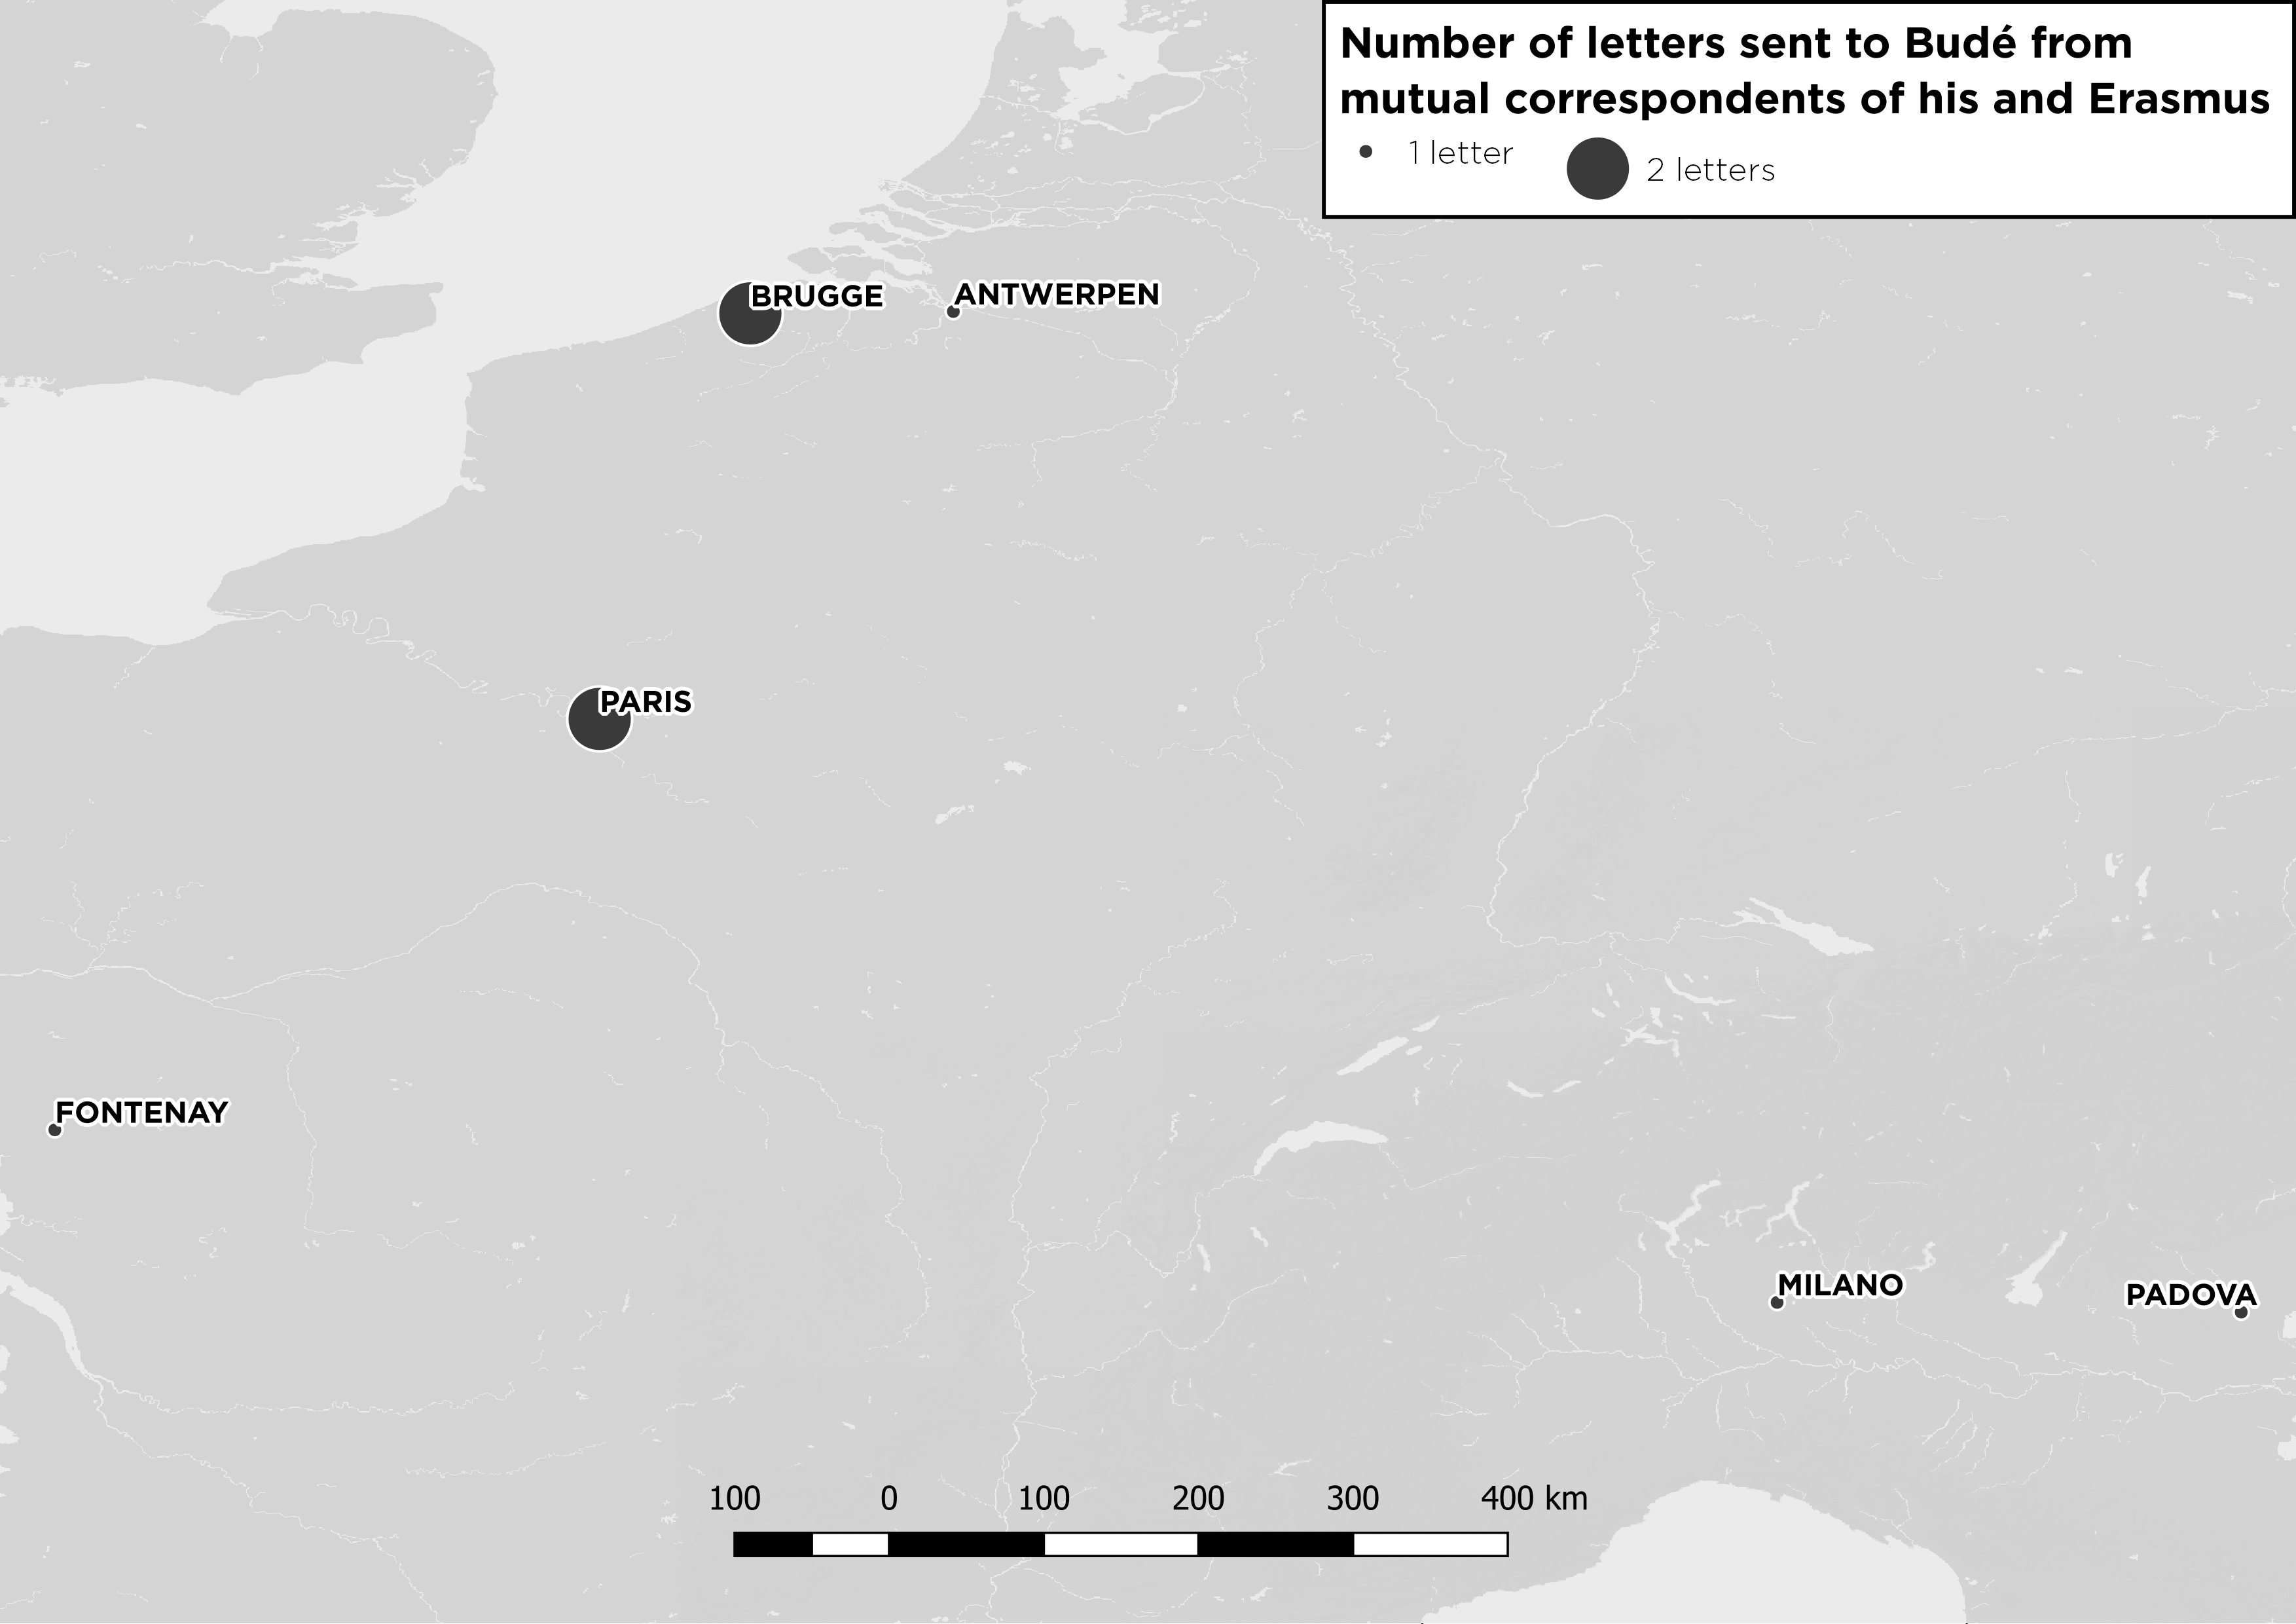 Number of letters sent to Budé from
mutual correspondents of his and Erasmus
1 letter
2 letters
BRUGGE
ANTWERPEN
PARIS
FONTENAY
MILANO
PADOVA
100 0 100 200 300 400 km